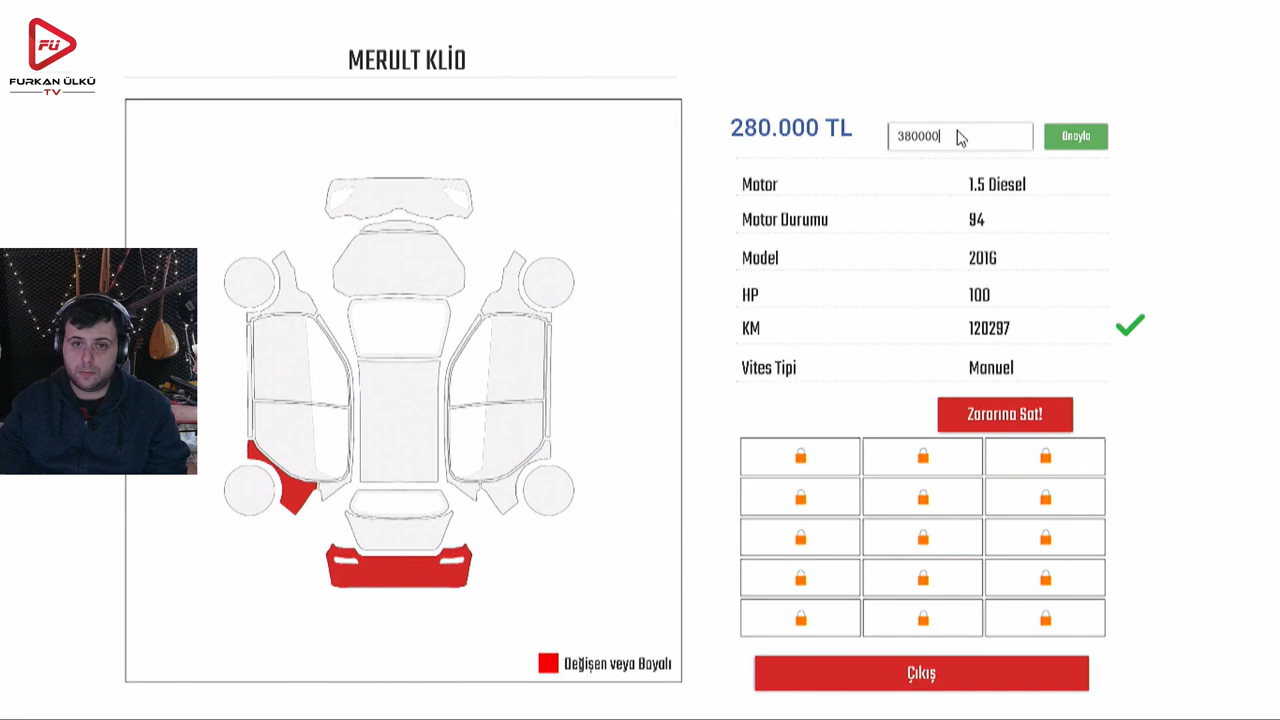 FU
FURKAN ÜLKÜ
TV
MERULT KLİO
280.000 TL
380000
Onayla
Motor 1.5 Diesel
Motor Durumu 94
Model 2016
HP 100
KM 120297
Vites Tipi Manuel
Zararına Sat!
Değişen veya Boyalı
Çıkış